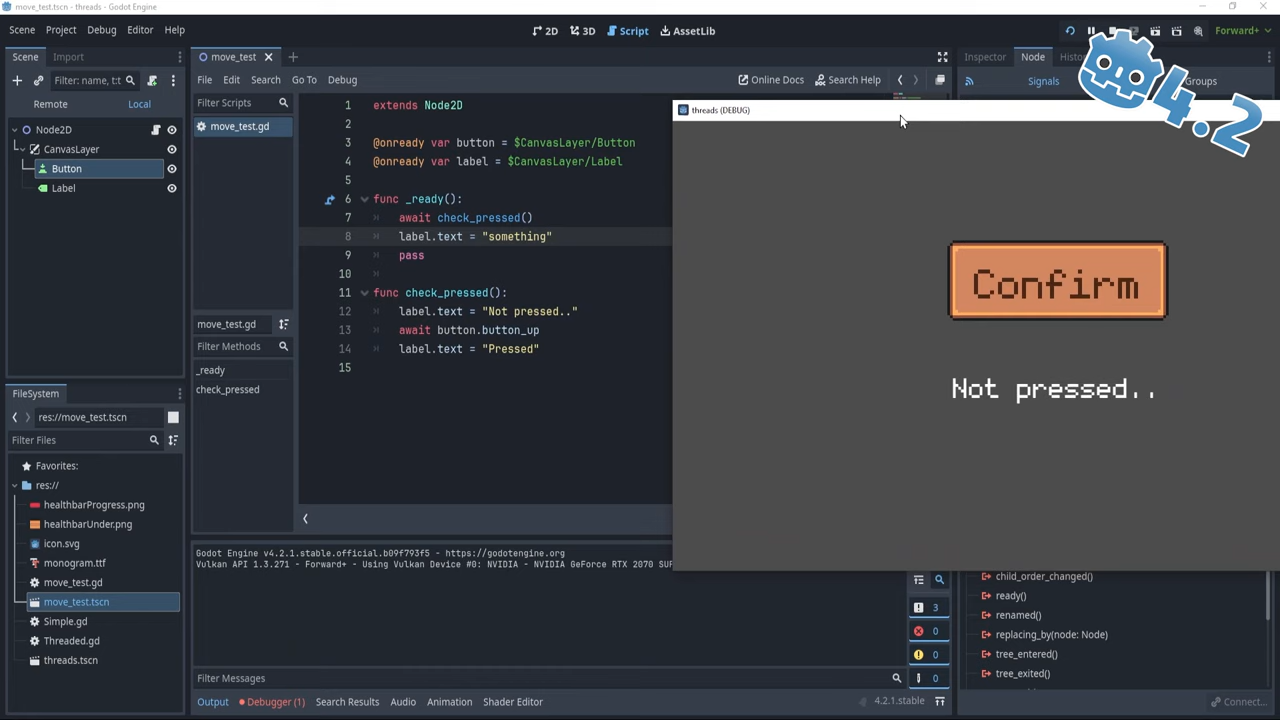 move_test.tscn - threads - Godot Engine
Scene Project Debug Editor Help
2D 3D Script AssetLib
Forward+
Scene Import
Filter: name, t:t
Remote Local
Node2D
CanvasLayer
Button
Label
FileSystem
res://move_test.tscn
Filter Files
Favorites:
res://
healthbarProgress.png
healthbarUnder.png
icon.svg
monogram.ttf
move_test.gd
move_test.tscn
Simple.gd
Threaded.gd
threads.tscn
move_test
File Edit Search Go To Debug
Online Docs Search Help
Filter Scripts
move_test.gd
move_test.gd
Filter Methods
_ready
check_pressed
1 extends Node2D
2
3 @onready var button = $CanvasLayer/Button
4 @onready var label = $CanvasLayer/Label
5
6 func _ready():
7 await check_pressed()
8 label.text = "something"
9 pass
10
11 func check_pressed():
12 label.text = "Not pressed.."
13 await button.button_up
14 label.text = "Pressed"
15
Godot Engine v4.2.1.stable.official.b09f793f5 - https://godotengine.org
Vulkan API 1.3.271 - Forward+ - Using Vulkan Device #0: NVIDIA - NVIDIA GeForce RTX 2070
3
0
0
0
Filter Messages
Output Debugger (1) Search Results Audio Animation Shader Editor
4.2.1.stable
threads (DEBUG)
Confirm
Not pressed..
Inspector Node
Signals
4.2
child_order_changed()
ready()
renamed()
replacing_by(node: Node)
tree_entered()
tree_exited()
Connect...